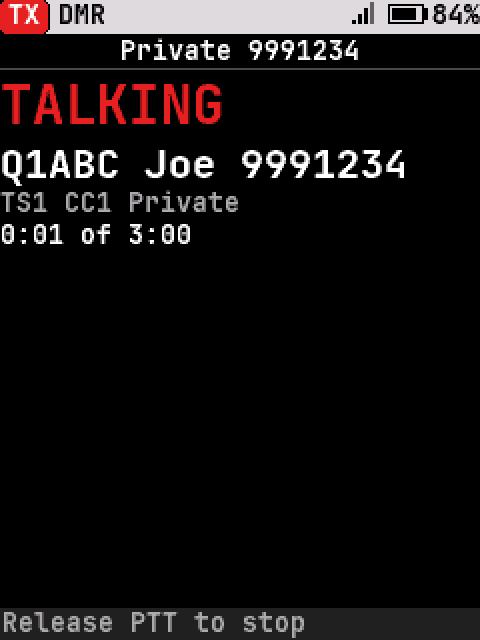 TX DMR 84%
Private 9991234
TALKING
Q1ABC Joe 9991234
TS1 CC1 Private
0:01 of 3:00
Release PTT to stop